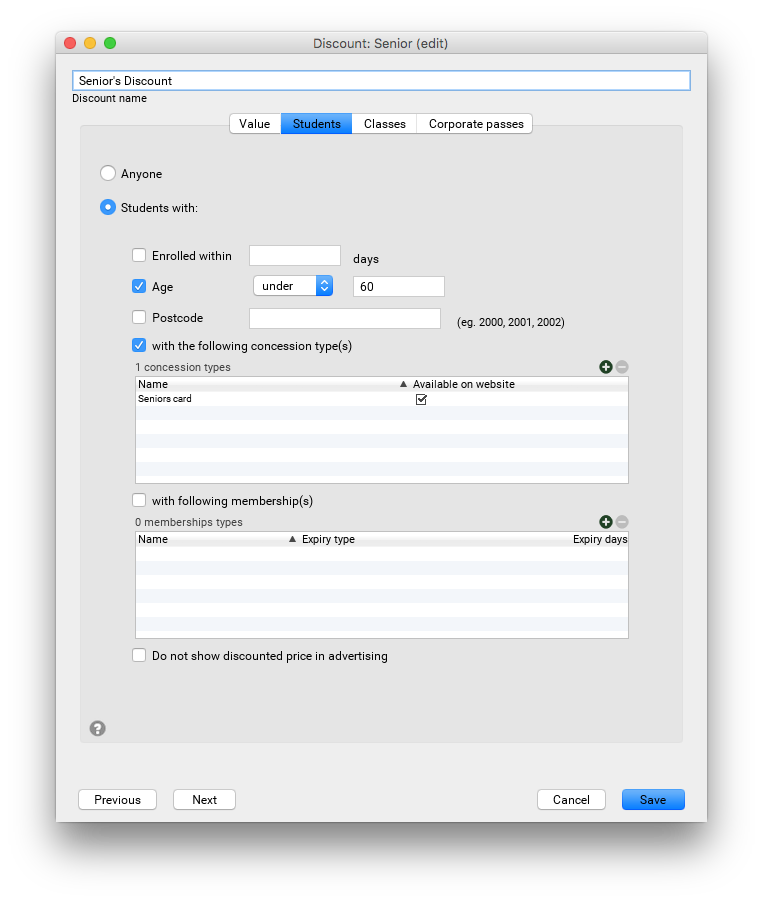 Discount: Senior (edit)
Senior's Discount
Discount name
Value Students Classes Corporate passes
Anyone
Students with:
Enrolled within days
Age under 60
Postcode (eg. 2000, 2001, 2002)
with the following concession type(s)
1 concession types
Name Available on website
Seniors card
with following membership(s)
0 memberships types
Name Expiry type Expiry days
Do not show discounted price in advertising
?
Previous Next Cancel Save